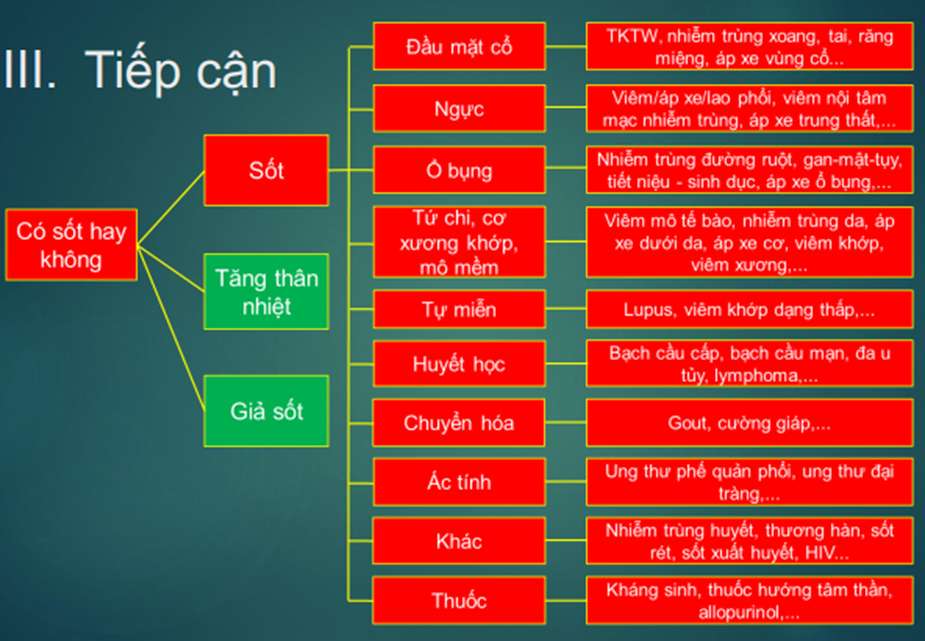 III. Tiếp cận
Có sốt hay
không
Sốt
Tăng thân
nhiệt
Giả sốt
Đầu mặt cổ
TKTW, nhiễm trùng xoang, tai, răng
miệng, áp xe vùng cổ...
Ngực
Viêm/áp xe/lao phổi, viêm nội tâm
mạc nhiễm trùng, áp xe trung thất,...
Ổ bụng
Nhiễm trùng đường ruột, gan-mật-tụy,
tiết niệu - sinh dục, áp xe ổ bụng,...
Tứ chi, cơ
xương khớp,
mô mềm
Viêm mô tế bào, nhiễm trùng da, áp
xe dưới da, áp xe cơ, viêm khớp,
viêm xương,...
Tự miễn
Lupus, viêm khớp dạng thấp,...
Huyết học
Bạch cầu cấp, bạch cầu mạn, đa u
tủy, lymphoma,...
Chuyển hóa
Gout, cường giáp,...
Ác tính
Ung thư phế quản phổi, ung thư đại
tràng,...
Khác
Nhiễm trùng huyết, thương hàn, sốt
rét, sốt xuất huyết, HIV...
Thuốc
Kháng sinh, thuốc hướng tâm thần,
allopurinol,...